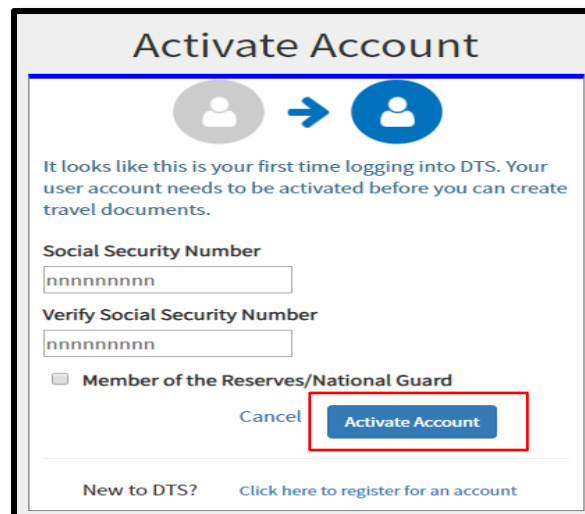 Activate Account
It looks like this is your first time logging into DTS. Your
user account needs to be activated before you can create
travel documents.
Social Security Number
nnnnnnnnn
Verify Social Security Number
nnnnnnnnn
Member of the Reserves/National Guard
Cancel Activate Account
New to DTS? Click here to register for an account